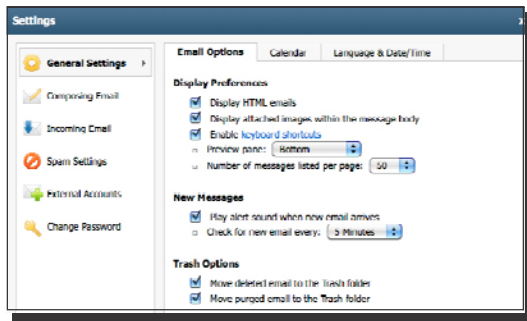 Settings
x
General Settings
Composing Email
Incoming Email
Spam Settings
External Accounts
Change Password
Email Options Calendar Language & Date/Time
Display Preferences
Display HTML emails
Display attached images within the message body
Enable keyboard shortcuts
Preview pane: Bottom
Number of messages listed per page: 50
New Messages
Play alert sound when new email arrives
Check for new email every: 5 Minutes
Trash Options
Move deleted email to the Trash folder
Move purged email to the Trash folder